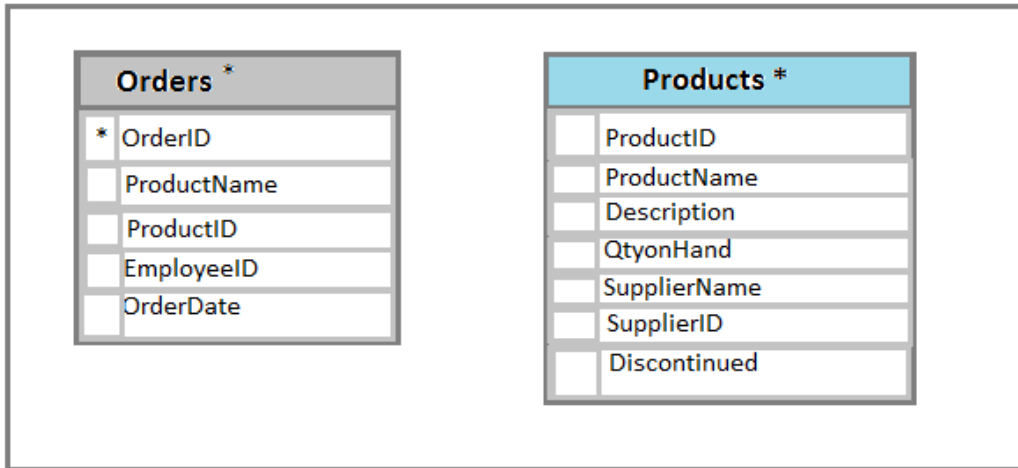 Orders *
* OrderID
ProductName
ProductID
EmployeeID
OrderDate
Products *
ProductID
ProductName
Description
QtyonHand
SupplierName
SupplierID
Discontinued